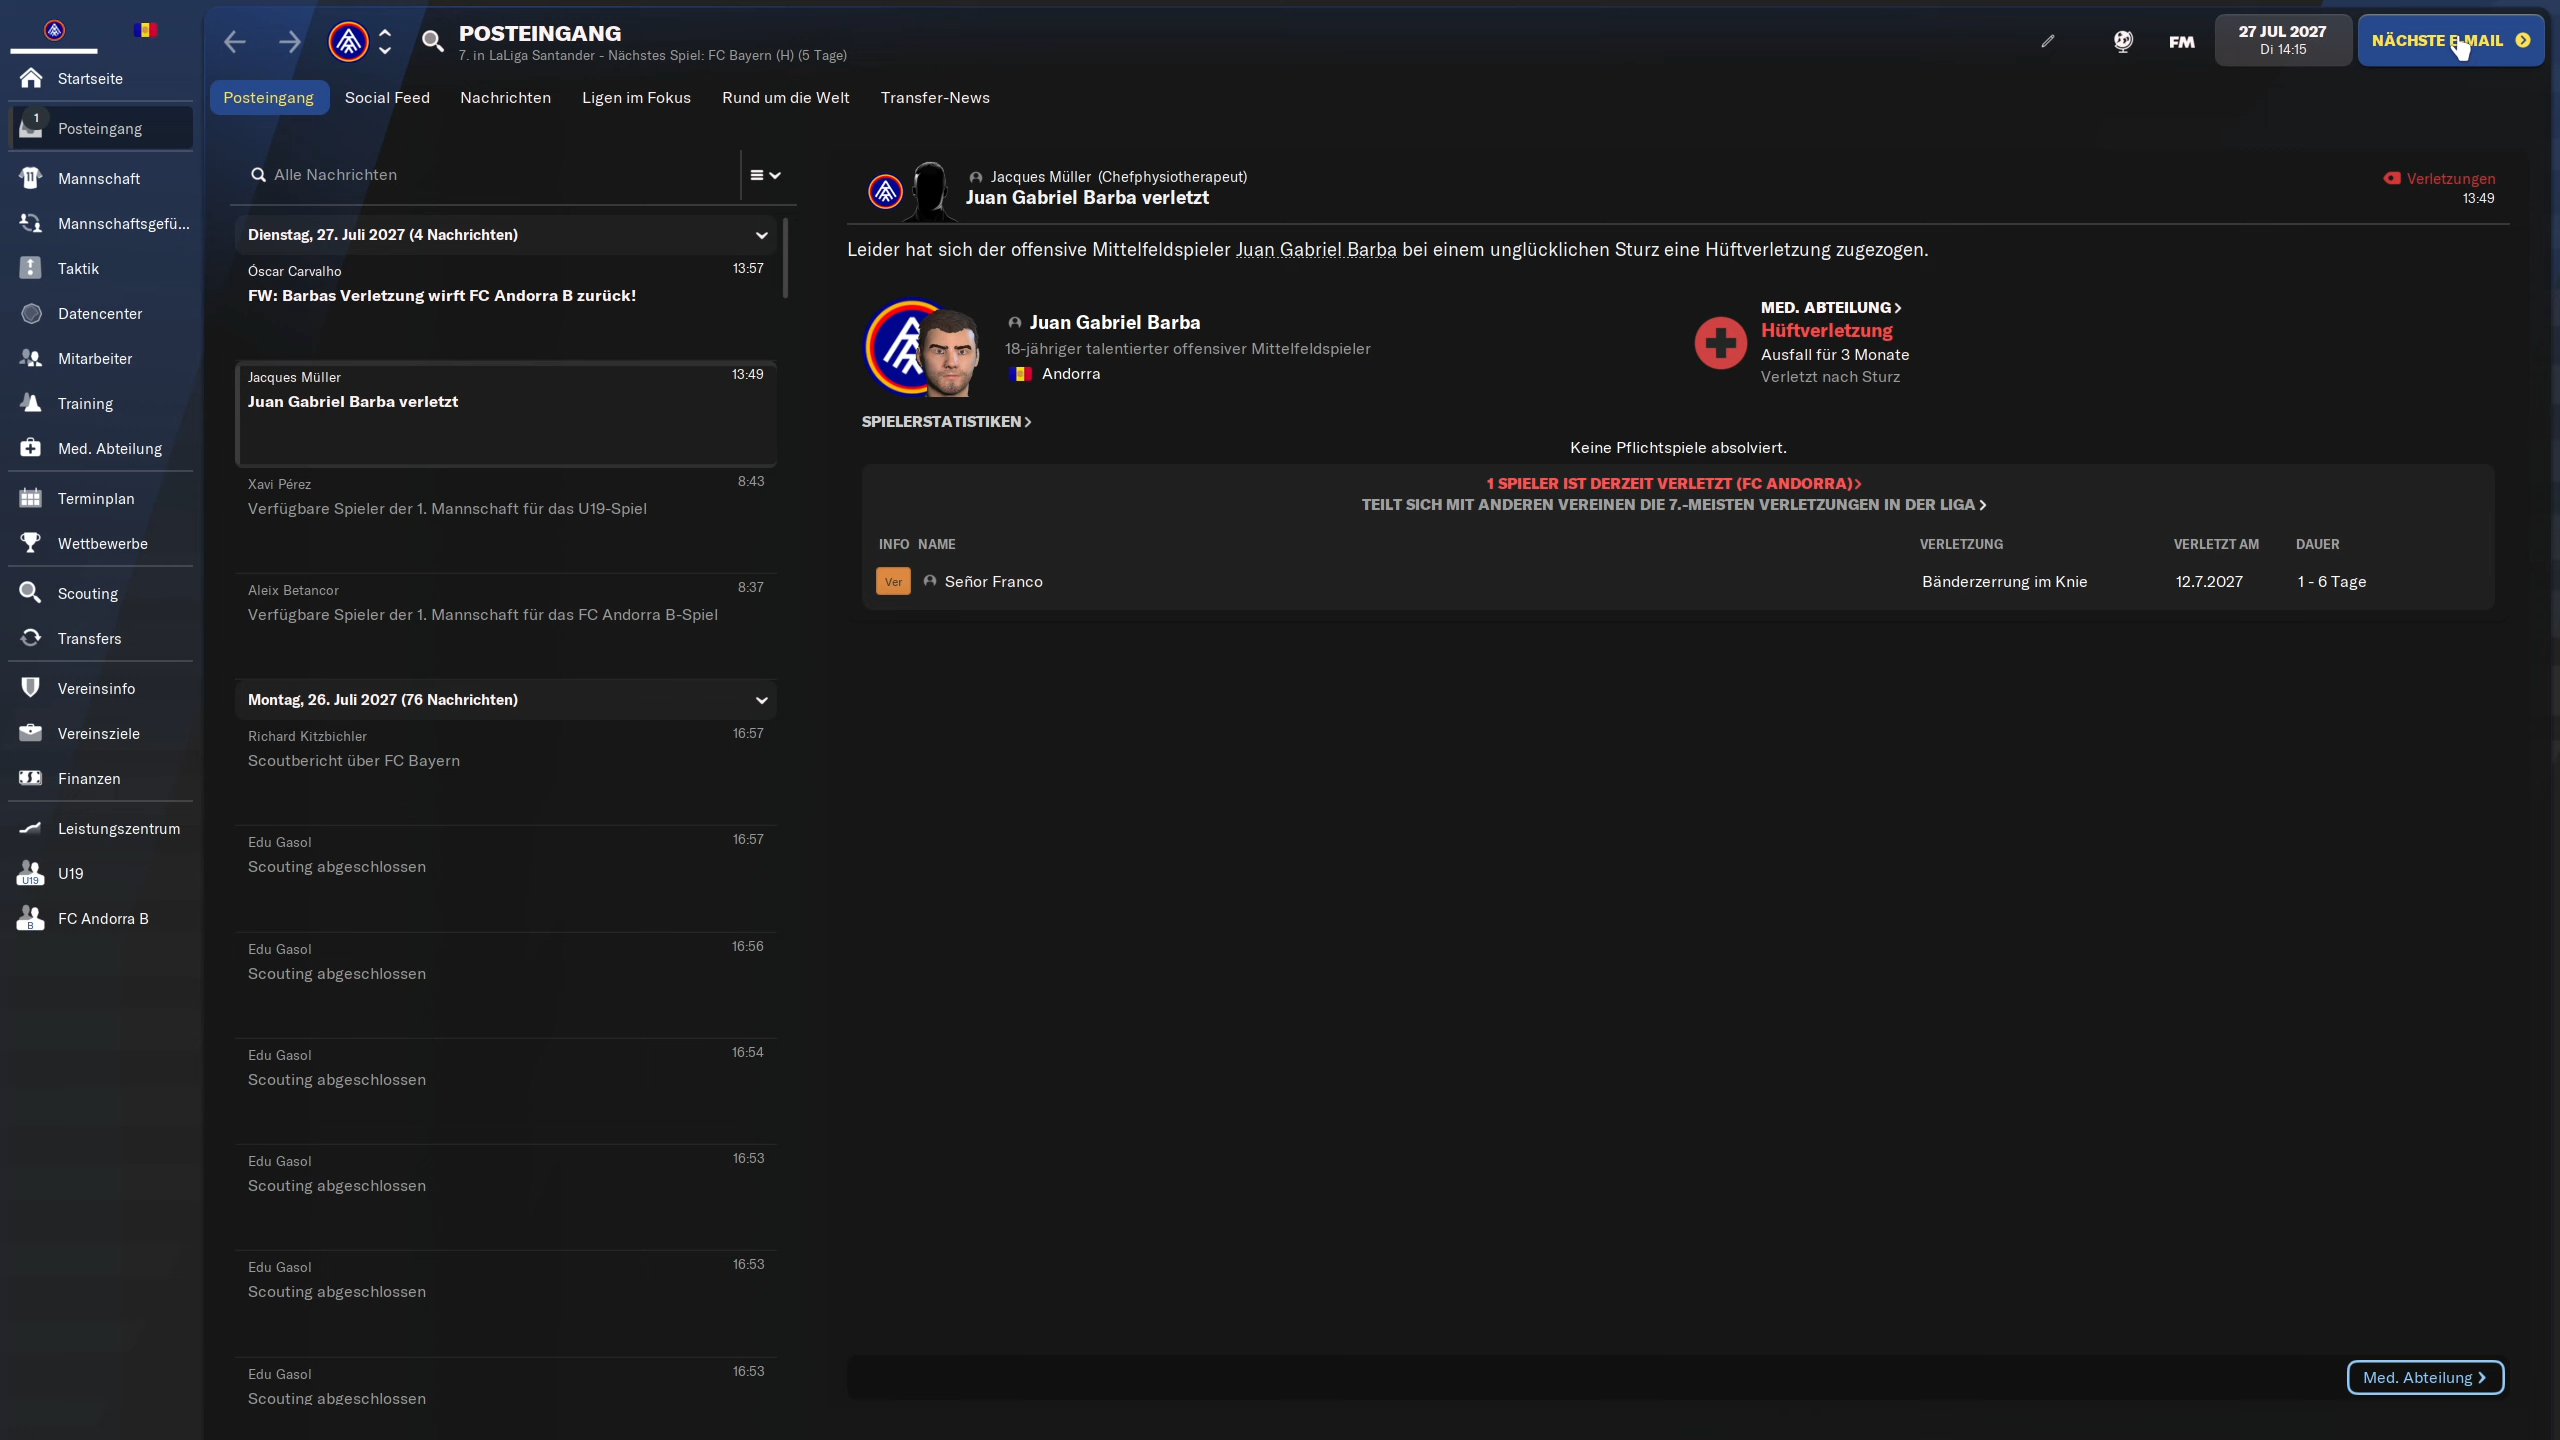 POSTEINGANG
7. in LaLiga Santander - Nächstes Spiel: FC Bayern (H) (5 Tage)
FM
27 JUL 2027
Di 14:15
Startseite
1
Posteingang
Mannschaft
Mannschaftsgefü...
Taktik
Datencenter
Mitarbeiter
Training
Med. Abteilung
Terminplan
Wettbewerbe
Scouting
Transfers
Vereinsinfo
Vereinsziele
Finanzen
Leistungszentrum
U19
U19
B
FC Andorra B
Posteingang Social Feed Nachrichten Ligen im Fokus Rund um die Welt Transfer-News
Alle Nachrichten
Dienstag, 27. Juli 2027 (4 Nachrichten)
Óscar Carvalho 13:57
FW: Barbas Verletzung wirft FC Andorra B zurück!
Jacques Müller 13:49
Juan Gabriel Barba verletzt
Xavi Pérez 8:43
Verfügbare Spieler der 1. Mannschaft für das U19-Spiel
Aleix Betancor 8:37
Verfügbare Spieler der 1. Mannschaft für das FC Andorra B-Spiel
Montag, 26. Juli 2027 (76 Nachrichten)
Richard Kitzbichler 16:57
Scoutbericht über FC Bayern
Edu Gasol 16:57
Scouting abgeschlossen
Edu Gasol 16:56
Scouting abgeschlossen
Edu Gasol 16:54
Scouting abgeschlossen
Edu Gasol 16:53
Scouting abgeschlossen
Edu Gasol 16:53
Scouting abgeschlossen
Edu Gasol 16:53
Scouting abgeschlossen
Jacques Müller (Chefphysiotherapeut)
Juan Gabriel Barba verletzt
Verletzungen
13:49
Leider hat sich der offensive Mittelfeldspieler Juan Gabriel Barba bei einem unglücklichen Sturz eine Hüftverletzung zugezogen.
Juan Gabriel Barba
18-jähriger talentierter offensiver Mittelfeldspieler
Andorra
MED. ABTEILUNG
Hüftverletzung
Ausfall für 3 Monate
Verletzt nach Sturz
SPIELERSTATISTIKEN
Keine Pflichtspiele absolviert.
1 SPIELER IST DERZEIT VERLETZT (FC ANDORRA)
TEILT SICH MIT ANDEREN VEREINEN DIE 7.-MEISTEN VERLETZUNGEN IN DER LIGA
INFO NAME VERLETZUNG VERLETZT AM DAUER
Ver Señor Franco Bänderzerrung im Knie 12.7.2027 1 - 6 Tage
Med. Abteilung
NÄCHSTE